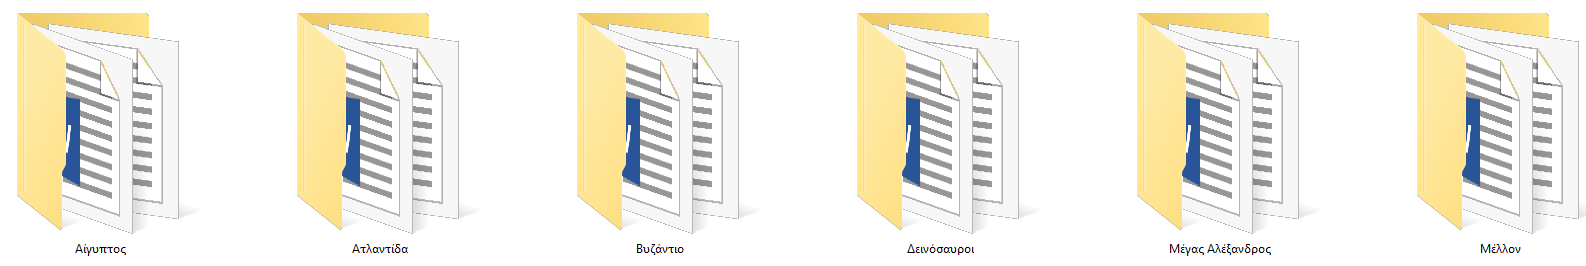 Αίγυπτος
Ατλαντίδα
Βυζάντιο
Δεινόσαυροι
Μέγας Αλέξανδρος
Μέλλον